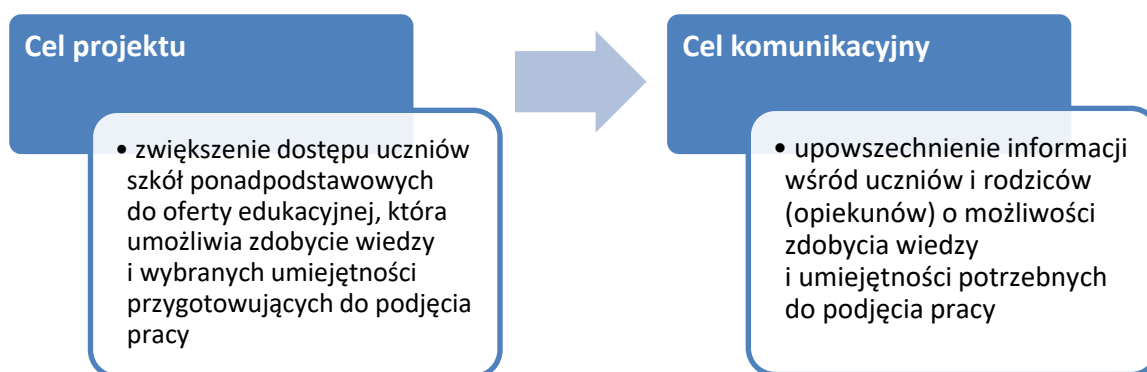 Cel projektu
• zwiększenie dostępu uczniów
szkół ponadpodstawowych
do oferty edukacyjnej, która
umożliwia zdobycie wiedzy
i wybranych umiejętności
przygotowujących do podjęcia
pracy
Cel komunikacyjny
• upowszechnienie informacji
wśród uczniów i rodziców
(opiekunów) o możliwości
zdobycia wiedzy
i umiejętności potrzebnych
do podjęcia pracy